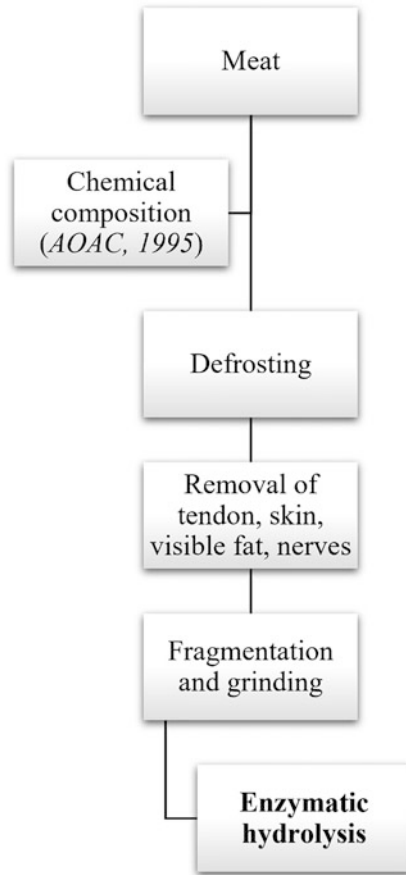 Meat
Chemical
composition
(AOAC, 1995)
Defrosting
Removal of
tendon, skin,
visible fat, nerves
Fragmentation
and grinding
Enzymatic
hydrolysis